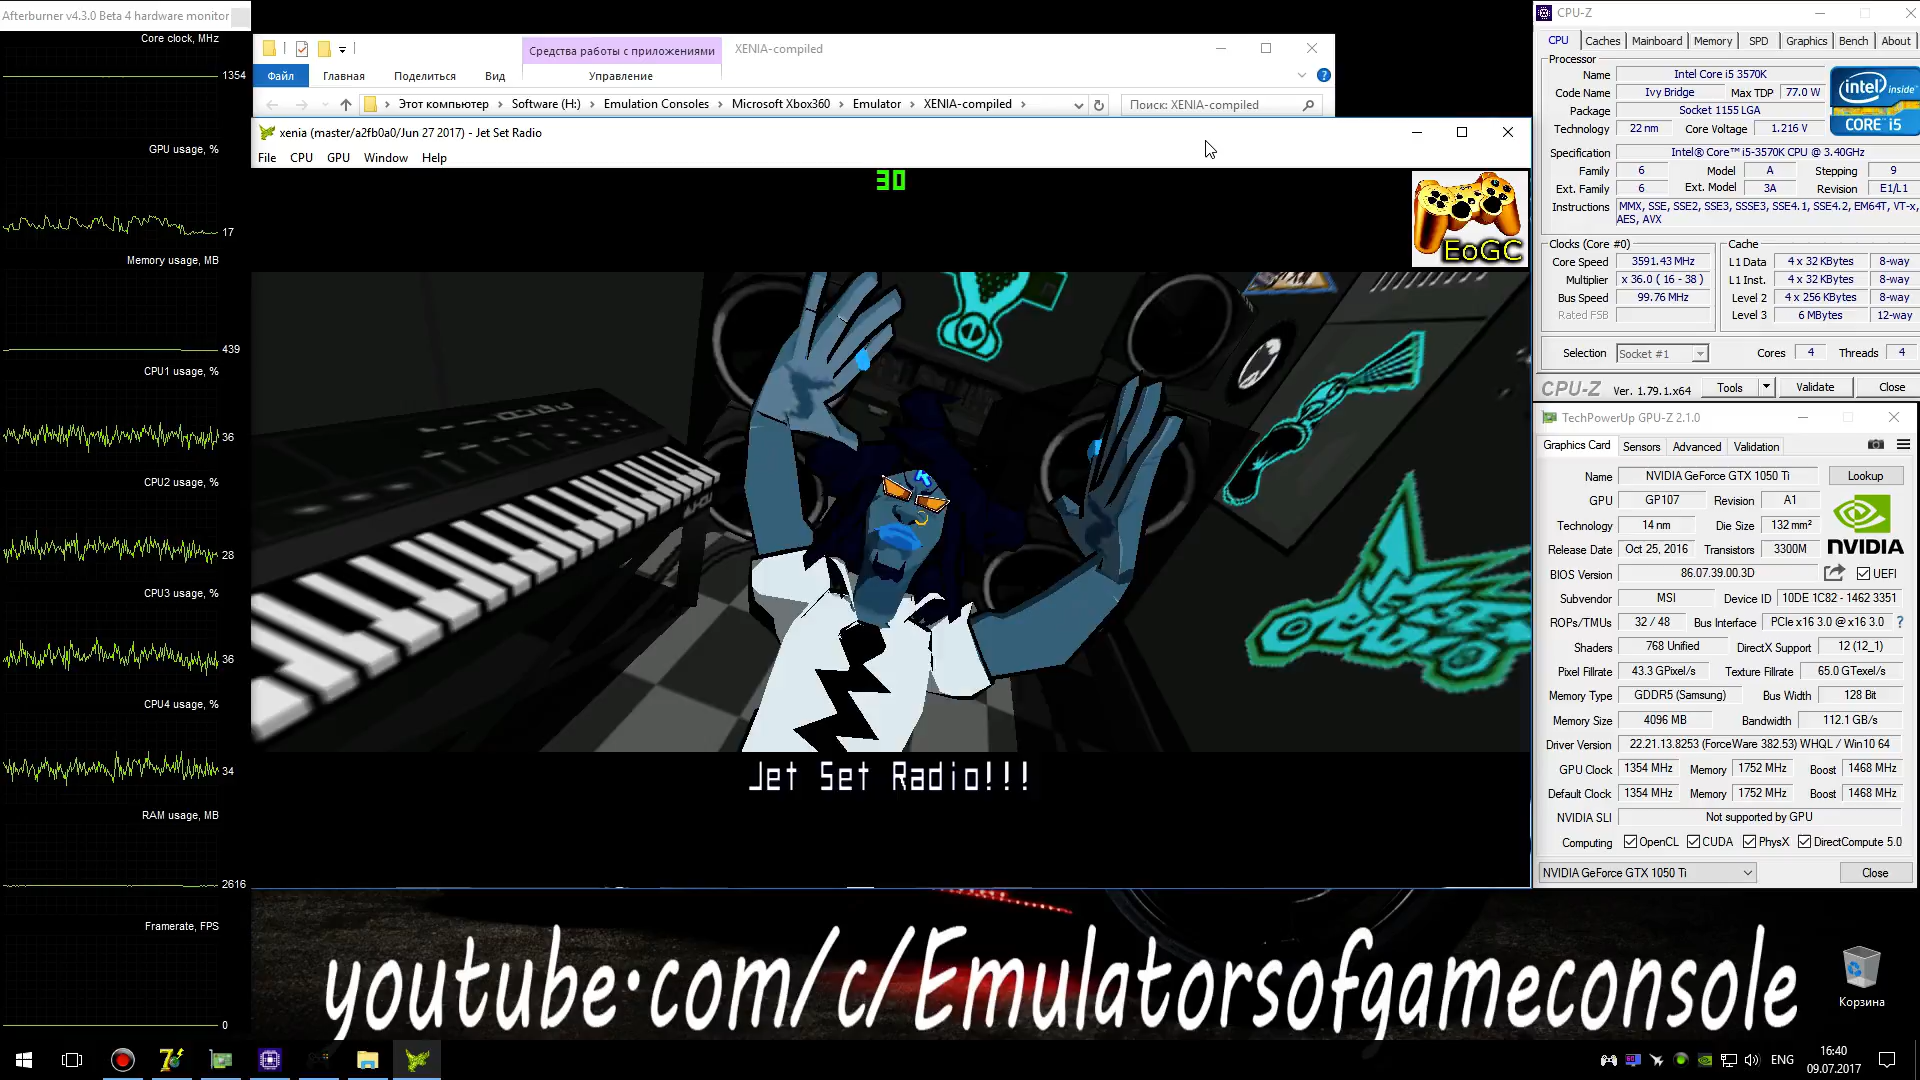 Afterburner v4.3.0 Beta 4 hardware monitor
Core clock, MHz
1354
GPU usage, %
17
Memory usage, MB
439
CPU1 usage, %
36
CPU2 usage, %
28
CPU3 usage, %
36
CPU4 usage, %
34
RAM usage, MB
2616
Framerate, FPS
0
Средства работы с приложениями XENIA-compiled
Файл Главная Поделиться Вид Управление
Этот компьютер Software (H:) Emulation Consoles Microsoft Xbox360 Emulator XENIA-compiled Поиск: XENIA-compiled
xenia (master/a2fb0a0/Jun 27 2017) - Jet Set Radio
File CPU GPU Window Help
30
EoGC
Jet Set Radio!!!
CPU-Z
CPU Caches Mainboard Memory SPD Graphics Bench About
Processor
Name Intel Core i5 3570K
Code Name Ivy Bridge Max TDP 77.0 W
Package Socket 1155 LGA
Technology 22 nm Core Voltage 1.216 V
intel inside
CORE i5
Specification Intel® Core™ i5-3570K CPU @ 3.40GHz
Family 6 Model A Stepping 9
Ext. Family 6 Ext. Model 3A Revision E1/L1
Instructions MMX, SSE, SSE2, SSE3, SSSE3, SSE4.1, SSE4.2, EM64T, VT-x,
AES, AVX
Clocks (Core #0) Cache
Core Speed 3591.43 MHz L1 Data 4 x 32 KBytes 8-way
Multiplier x 36.0 ( 16 - 38 ) L1 Inst. 4 x 32 KBytes 8-way
Bus Speed 99.76 MHz Level 2 4 x 256 KBytes 8-way
Rated FSB Level 3 6 MBytes 12-way
Selection Socket #1 Cores 4 Threads 4
CPU-Z Ver. 1.79.1.x64 Tools Validate Close
TechPowerUp GPU-Z 2.1.0
Graphics Card Sensors Advanced Validation
Name NVIDIA GeForce GTX 1050 Ti Lookup
GPU GP107 Revision A1
Technology 14 nm Die Size 132 mm²
Release Date Oct 25, 2016 Transistors 3300M
NVIDIA
BIOS Version 86.07.39.00.3D UEFI
Subvendor MSI Device ID 10DE 1C82 - 1462 3351
ROPs/TMUs 32 / 48 Bus Interface PCIe x16 3.0 @ x16 3.0 ?
Shaders 768 Unified DirectX Support 12 (12_1)
Pixel Fillrate 43.3 GPixel/s Texture Fillrate 65.0 GTexel/s
Memory Type GDDR5 (Samsung) Bus Width 128 Bit
Memory Size 4096 MB Bandwidth 112.1 GB/s
Driver Version 22.21.13.8253 (ForceWare 382.53) WHQL / Win10 64
GPU Clock 1354 MHz Memory 1752 MHz Boost 1468 MHz
Default Clock 1354 MHz Memory 1752 MHz Boost 1468 MHz
NVIDIA SLI Not supported by GPU
Computing OpenCL CUDA PhysX DirectCompute 5.0
NVIDIA GeForce GTX 1050 Ti Close
youtube.com/c/Emulatorsofgameconsole
Корзина
ENG 16:40
09.07.2017